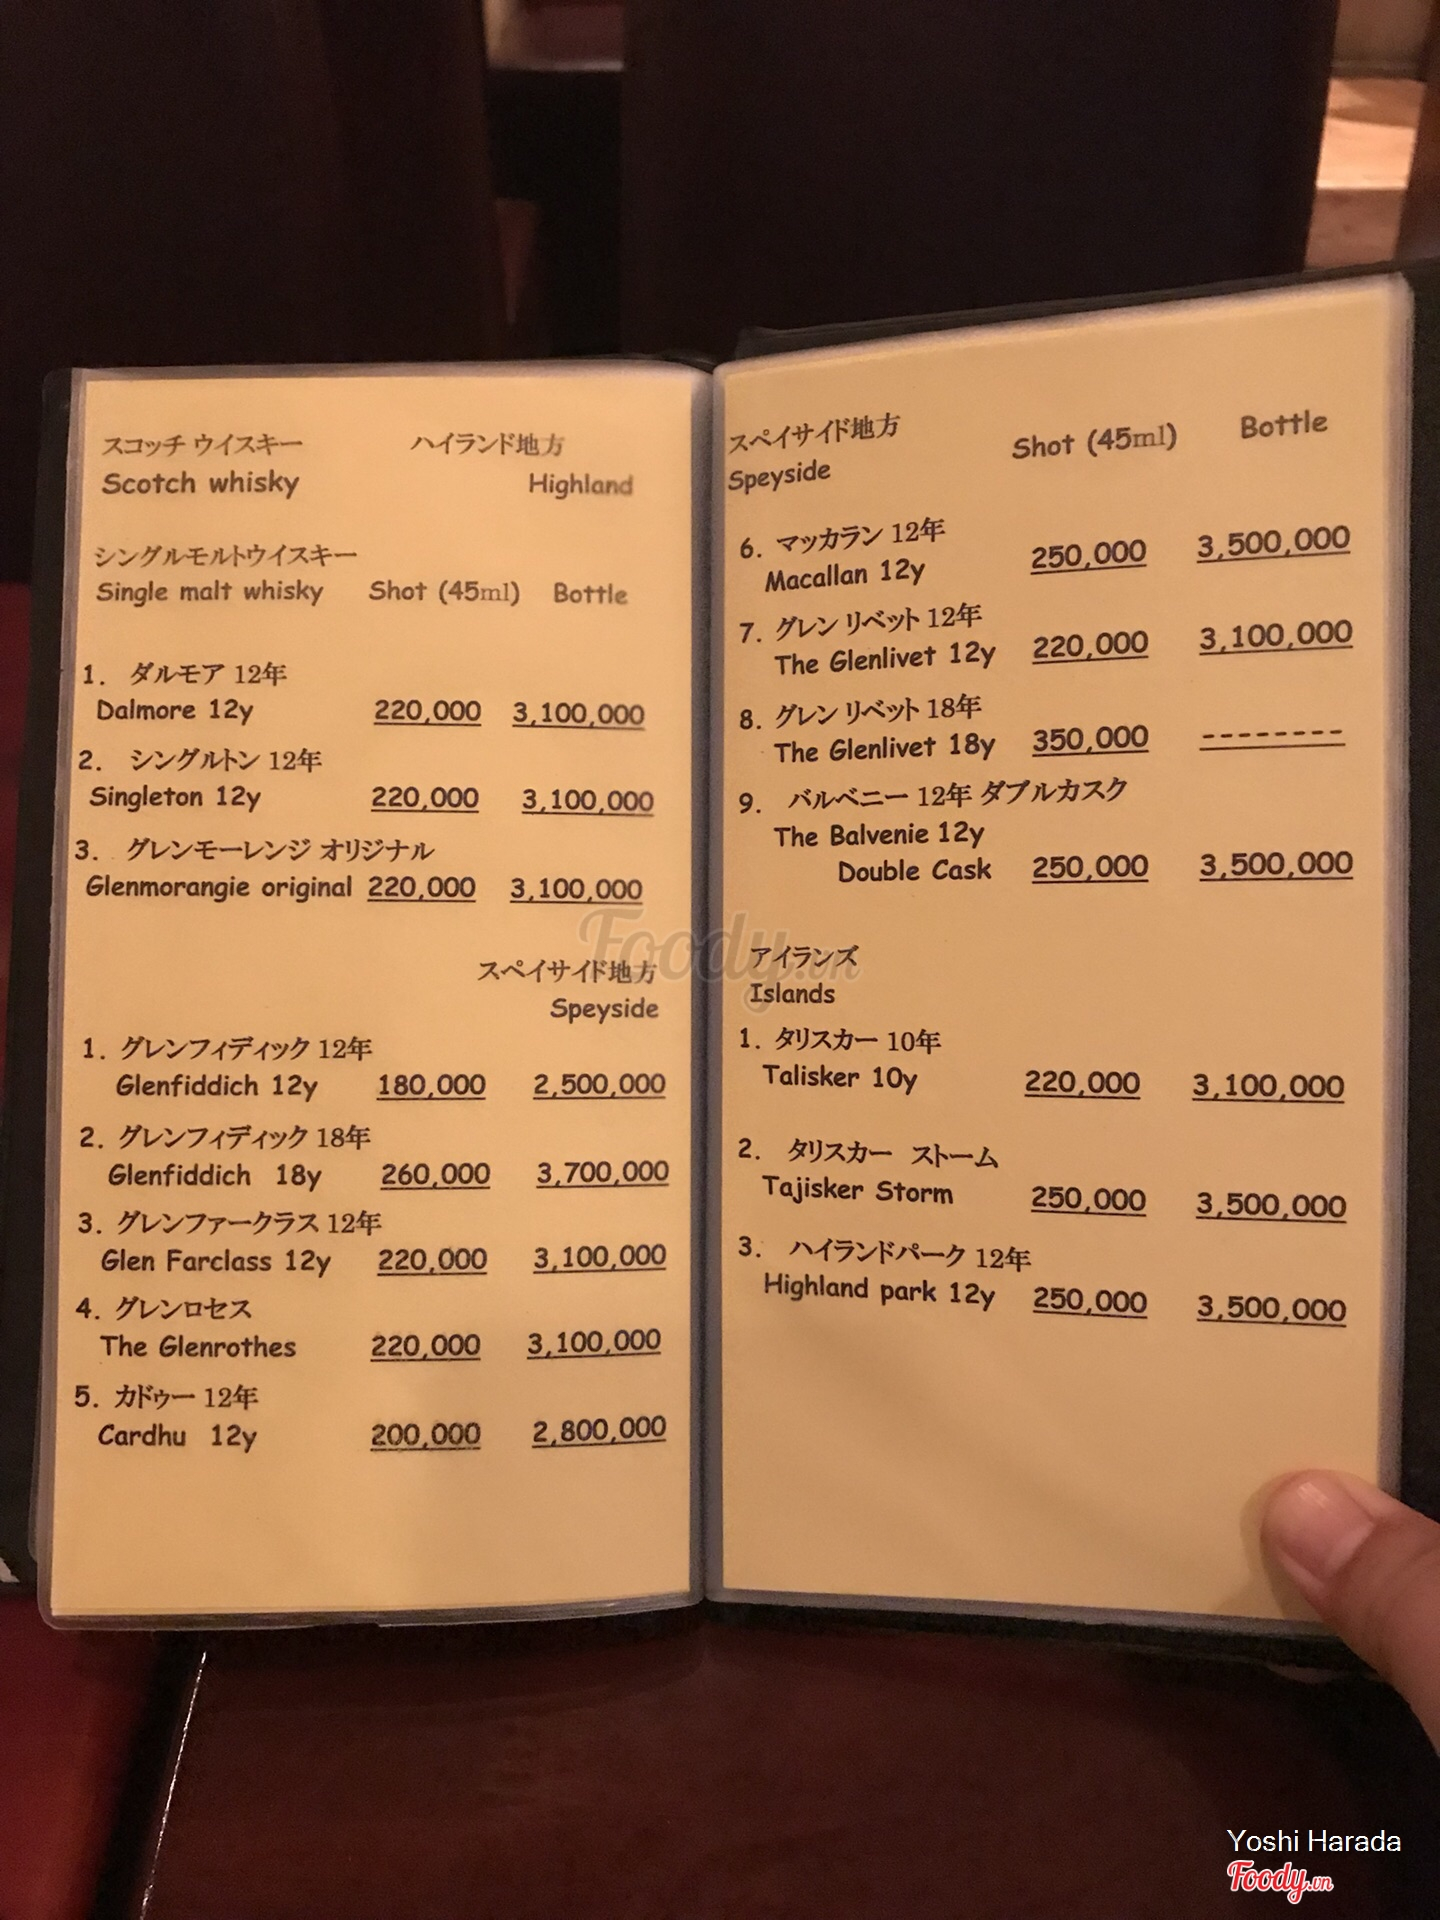 スコッチ ウイスキー ハイランド地方
Scotch whisky Highland
シングルモルトウイスキー
Single malt whisky Shot (45ml) Bottle
1. ダルモア 12年
Dalmore 12y 220,000 3,100,000
2. シングルトン 12年
Singleton 12y 220,000 3,100,000
3. グレンモーレンジ オリジナル
Glenmorangie original 220,000 3,100,000
スペイサイド地方
Speyside
1. グレンフィディック 12年
Glenfiddich 12y 180,000 2,500,000
2. グレンフィディック 18年
Glenfiddich 18y 260,000 3,700,000
3. グレンファークラス 12年
Glen Farclass 12y 220,000 3,100,000
4. グレンロセス
The Glenrothes 220,000 3,100,000
5. カドゥー 12年
Cardhu 12y 200,000 2,800,000
スペイサイド地方
Speyside Shot (45ml) Bottle
6. マッカラン 12年
Macallan 12y 250,000 3,500,000
7. グレン リベット 12年
The Glenlivet 12y 220,000 3,100,000
8. グレン リベット 18年
The Glenlivet 18y 350,000 --------
9. バルベニー 12年 ダブルカスク
The Balvenie 12y
Double Cask 250,000 3,500,000
アイランズ
Islands
1. タリスカー 10年
Talisker 10y 220,000 3,100,000
2. タリスカー ストーム
Tajisker Storm 250,000 3,500,000
3. ハイランドパーク 12年
Highland park 12y 250,000 3,500,000
Foody.vn
Yoshi Harada
Foody.vn